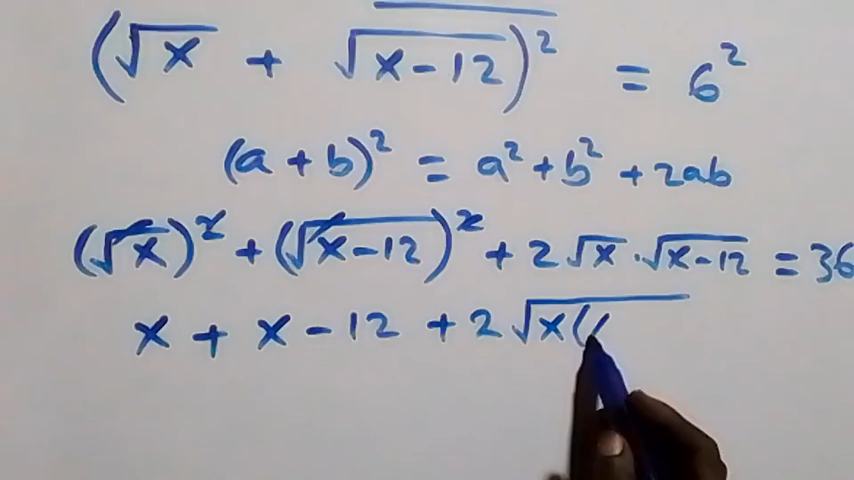 (√x + √x-12)² = 6²
(a + b)² = a² + b² + 2ab
(√x)² + (√x-12)² + 2√x · √x-12 = 36
x + x - 12 + 2√x(